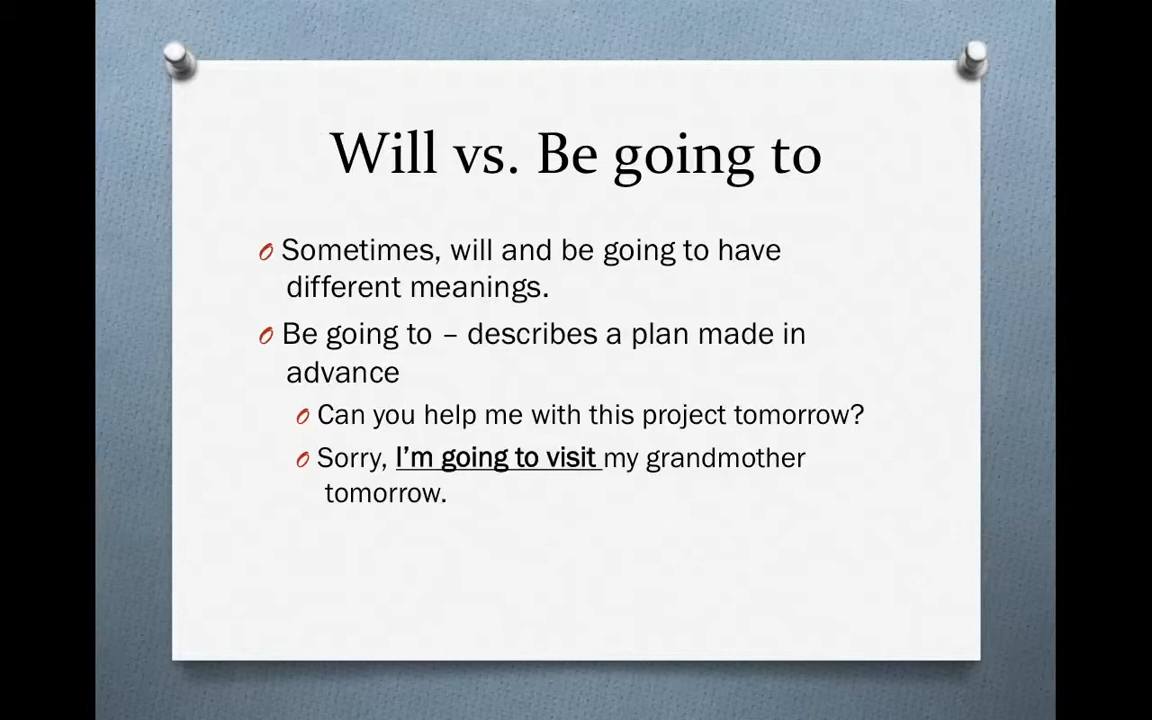 Will vs. Be going to
Sometimes, will and be going to have
different meanings.
Be going to – describes a plan made in
advance
Can you help me with this project tomorrow?
Sorry, I’m going to visit my grandmother
tomorrow.